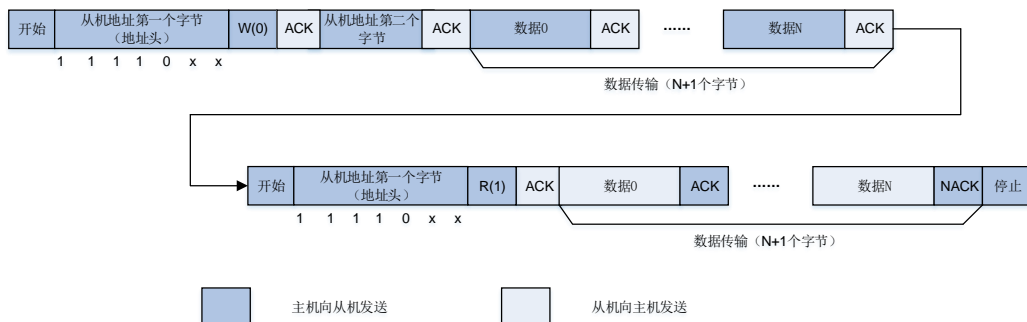 开始 从机地址第一个字节 (地址头) W(0) ACK 从机地址第二个字节 ACK 数据0 ACK ...... 数据N ACK
1 1 1 1 0 x x
数据传输（N+1个字节）
开始 从机地址第一个字节 (地址头) R(1) ACK 数据0 ACK ...... 数据N NACK 停止
1 1 1 1 0 x x
数据传输（N+1个字节）
主机向从机发送 从机向主机发送